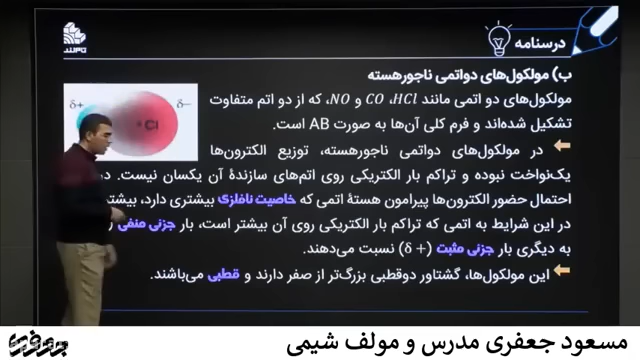 درسنامه
ب) مولکول‌های دواتمی ناجورهسته
مولکول‌های دو اتمی مانند CO ،HCl و NO، که از دو اتم متفاوت
تشکیل شده‌اند و فرم کلی آن‌ها به صورت AB است.
δ+
δ−
Cl
در مولکول‌های دواتمی ناجورهسته، توزیع الکترون‌ها
یک‌نواخت نبوده و تراکم بار الکتریکی روی اتم‌های سازندهٔ آن یکسان نیست. در
احتمال حضور الکترون‌ها پیرامون هستهٔ اتمی که خاصیت نافلزی بیشتری دارد، بیشتر
در این شرایط به اتمی که تراکم بار الکتریکی روی آن بیشتر است، بار جزئی منفی
به دیگری بار جزئی مثبت (δ+) نسبت می‌دهند.
این مولکول‌ها، گشتاور دوقطبی بزرگ‌تر از صفر دارند و قطبی می‌باشند.
مسعود جعفری مدرس و مولف شیمی